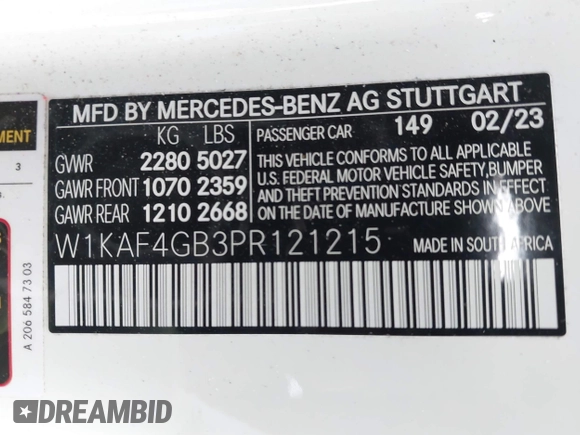 MFD BY MERCEDES-BENZ AG STUTTGART
KG LBS
PASSENGER CAR 149 02/23
GWWR 2280 5027
GAWR FRONT 1070 2359
GAWR REAR 1210 2668
THIS VEHICLE CONFORMS TO ALL APPLICABLE
U.S. FEDERAL MOTOR VEHICLE SAFETY, BUMPER
AND THEFT PREVENTION STANDARDS IN EFFECT
ON THE DATE OF MANUFACTURE SHOWN ABOVE.
W1KAF4GB3PR121215 MADE IN SOUTH AFRICA
MENT
3
A 206 584 73 03
DREAMBID